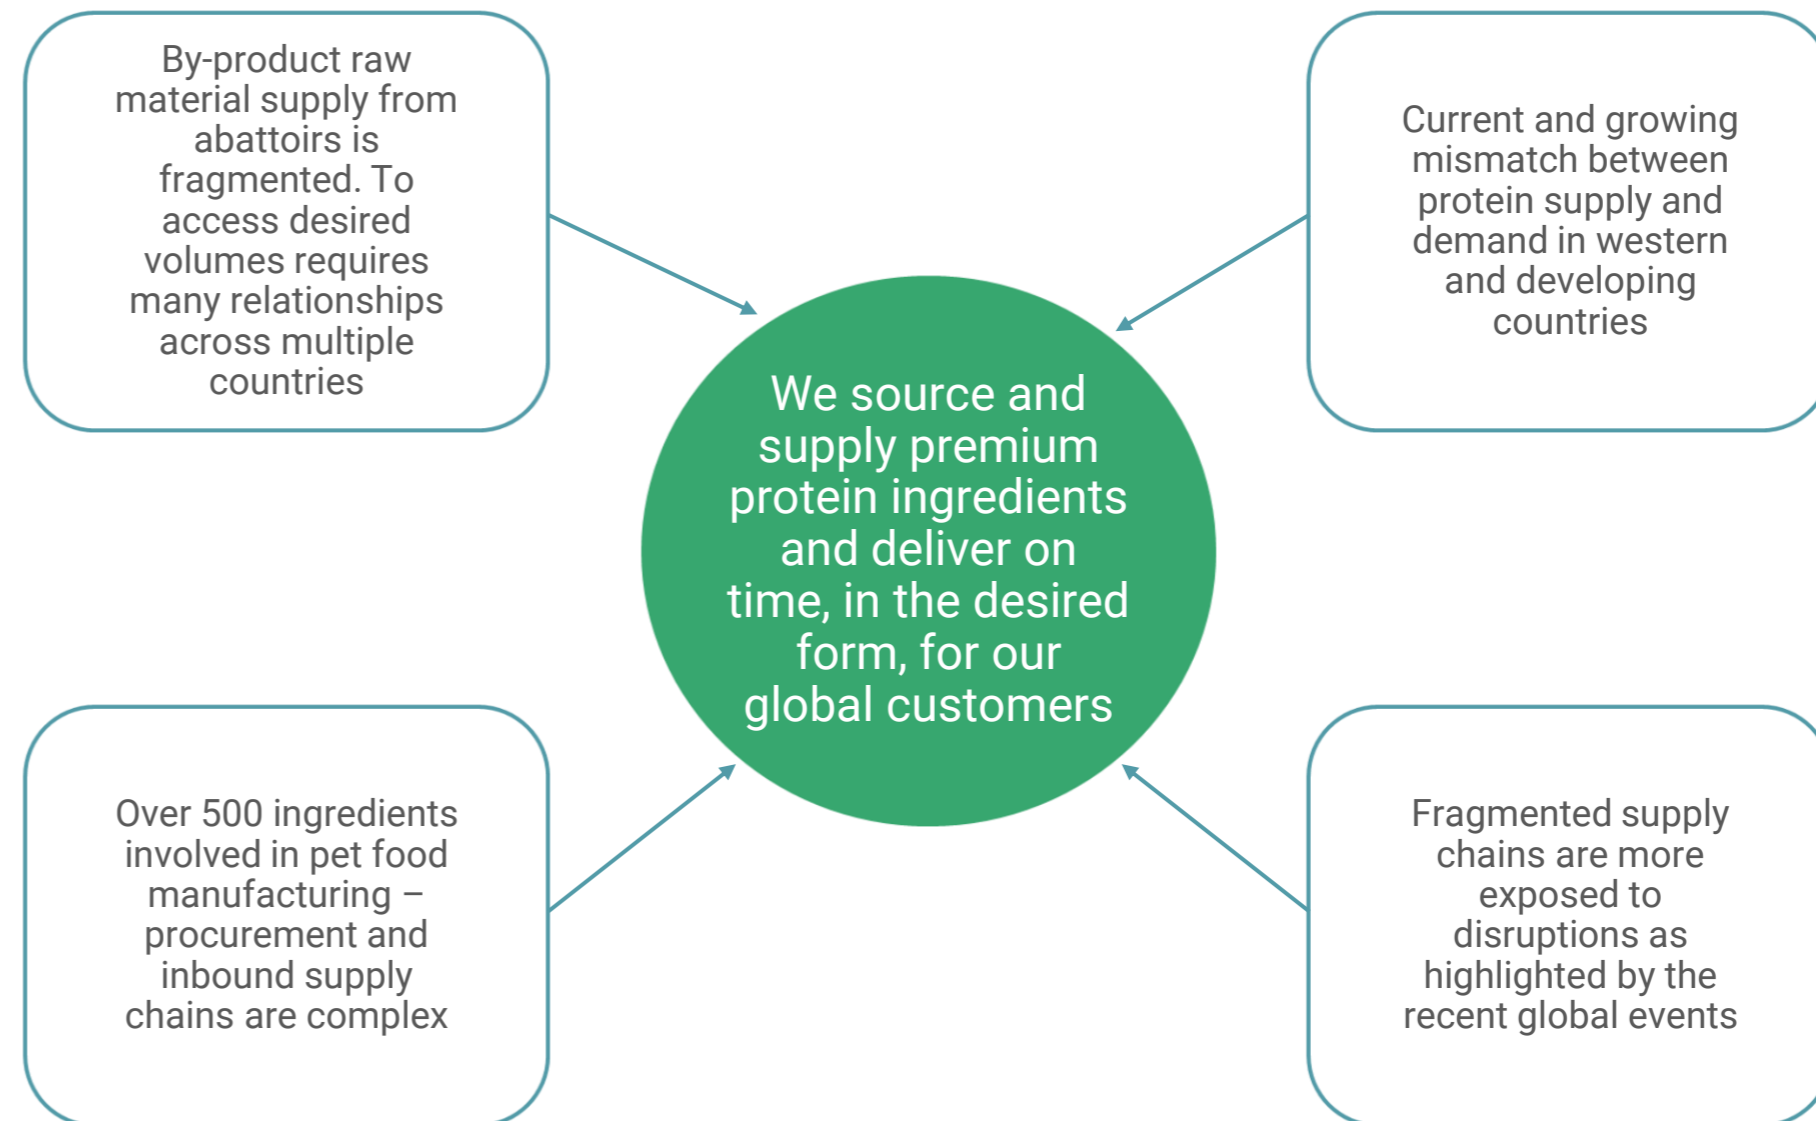 By-product raw
material supply from
abattoirs is
fragmented. To
access desired
volumes requires
many relationships
across multiple
countries
Current and growing
mismatch between
protein supply and
demand in western
and developing
countries
We source and
supply premium
protein ingredients
and deliver on
time, in the desired
form, for our
global customers
Over 500 ingredients
involved in pet food
manufacturing –
procurement and
inbound supply
chains are complex
Fragmented supply
chains are more
exposed to
disruptions as
highlighted by the
recent global events